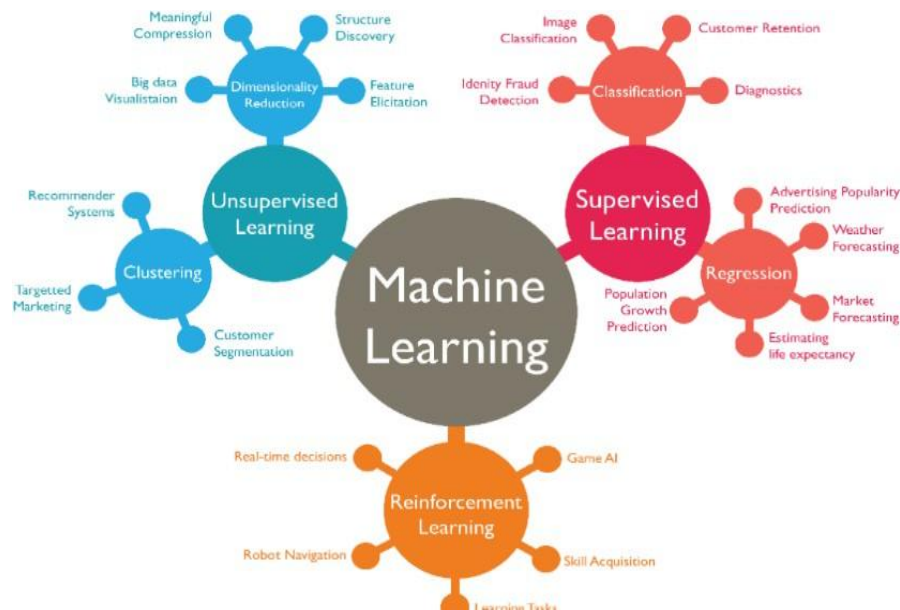 Machine
Learning
Unsupervised
Learning
Dimensionality
Reduction
Meaningful
Compression
Structure
Discovery
Big data
Visualistaion
Feature
Elicitation
Clustering
Recommender
Systems
Targetted
Marketing
Customer
Segmentation
Supervised
Learning
Classification
Image
Classification
Customer Retention
Idenity Fraud
Detection
Diagnostics
Regression
Advertising Popularity
Prediction
Weather
Forecasting
Population
Growth
Prediction
Market
Forecasting
Estimating
life expectancy
Reinforcement
Learning
Real-time decisions
Game AI
Robot Navigation
Skill Acquisition
Learning Tasks